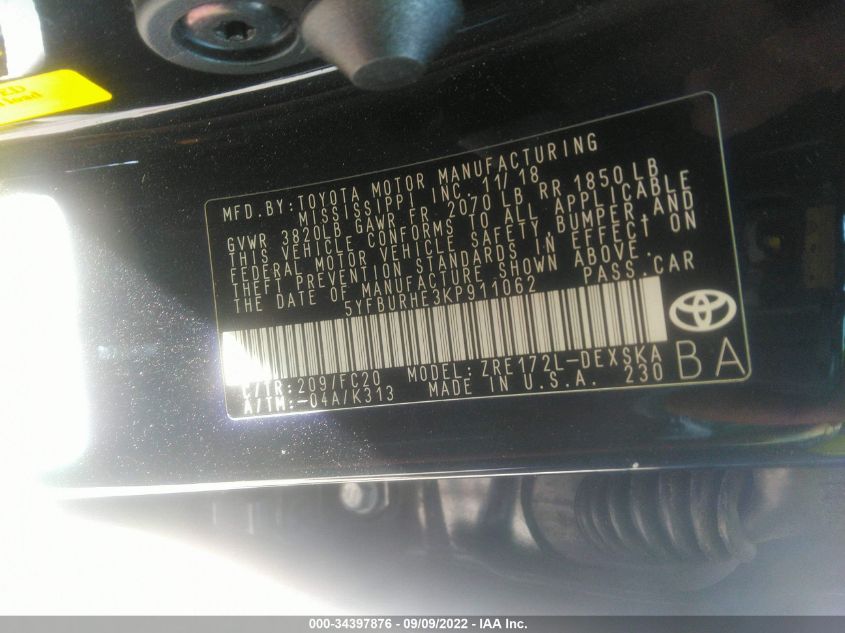 ED
load
MFD.BY:TOYOTA MOTOR MANUFACTURING
MISSISSIPPI INC. 11/18
GVWR 3820LB GAWR FR 2070 LB RR 1850LB
THIS VEHICLE CONFORMS TO ALL APPLICABLE
FEDERAL MOTOR VEHICLE SAFETY,BUMPER,AND
THEFT PREVENTION STANDARDS IN EFFECT ON
THE DATE OF MANUFACTURE SHOWN ABOVE.
5YFBURHE3KP911062 PASS.CAR
C/TR:209/FC20 MODEL:ZRE172L-DEXSKA
A/TM:-04A/K313 MADE IN U.S.A. 230
BA
000-34397876 - 09/09/2022 - IAA Inc.